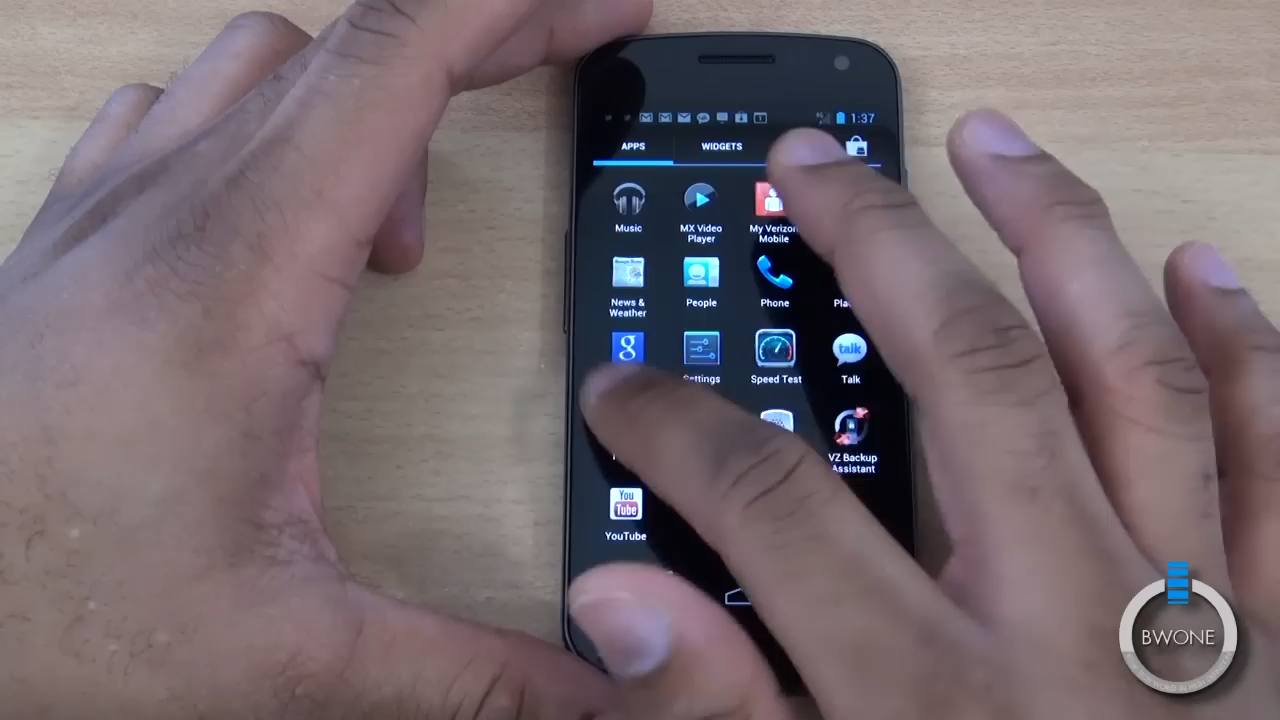 1:37
APPS WIDGETS
Music MX Video Player My Verizon Mobile
News & Weather People Phone
g
Settings Speed Test talk Talk
VZ Backup Assistant
You Tube
YouTube
BWONE